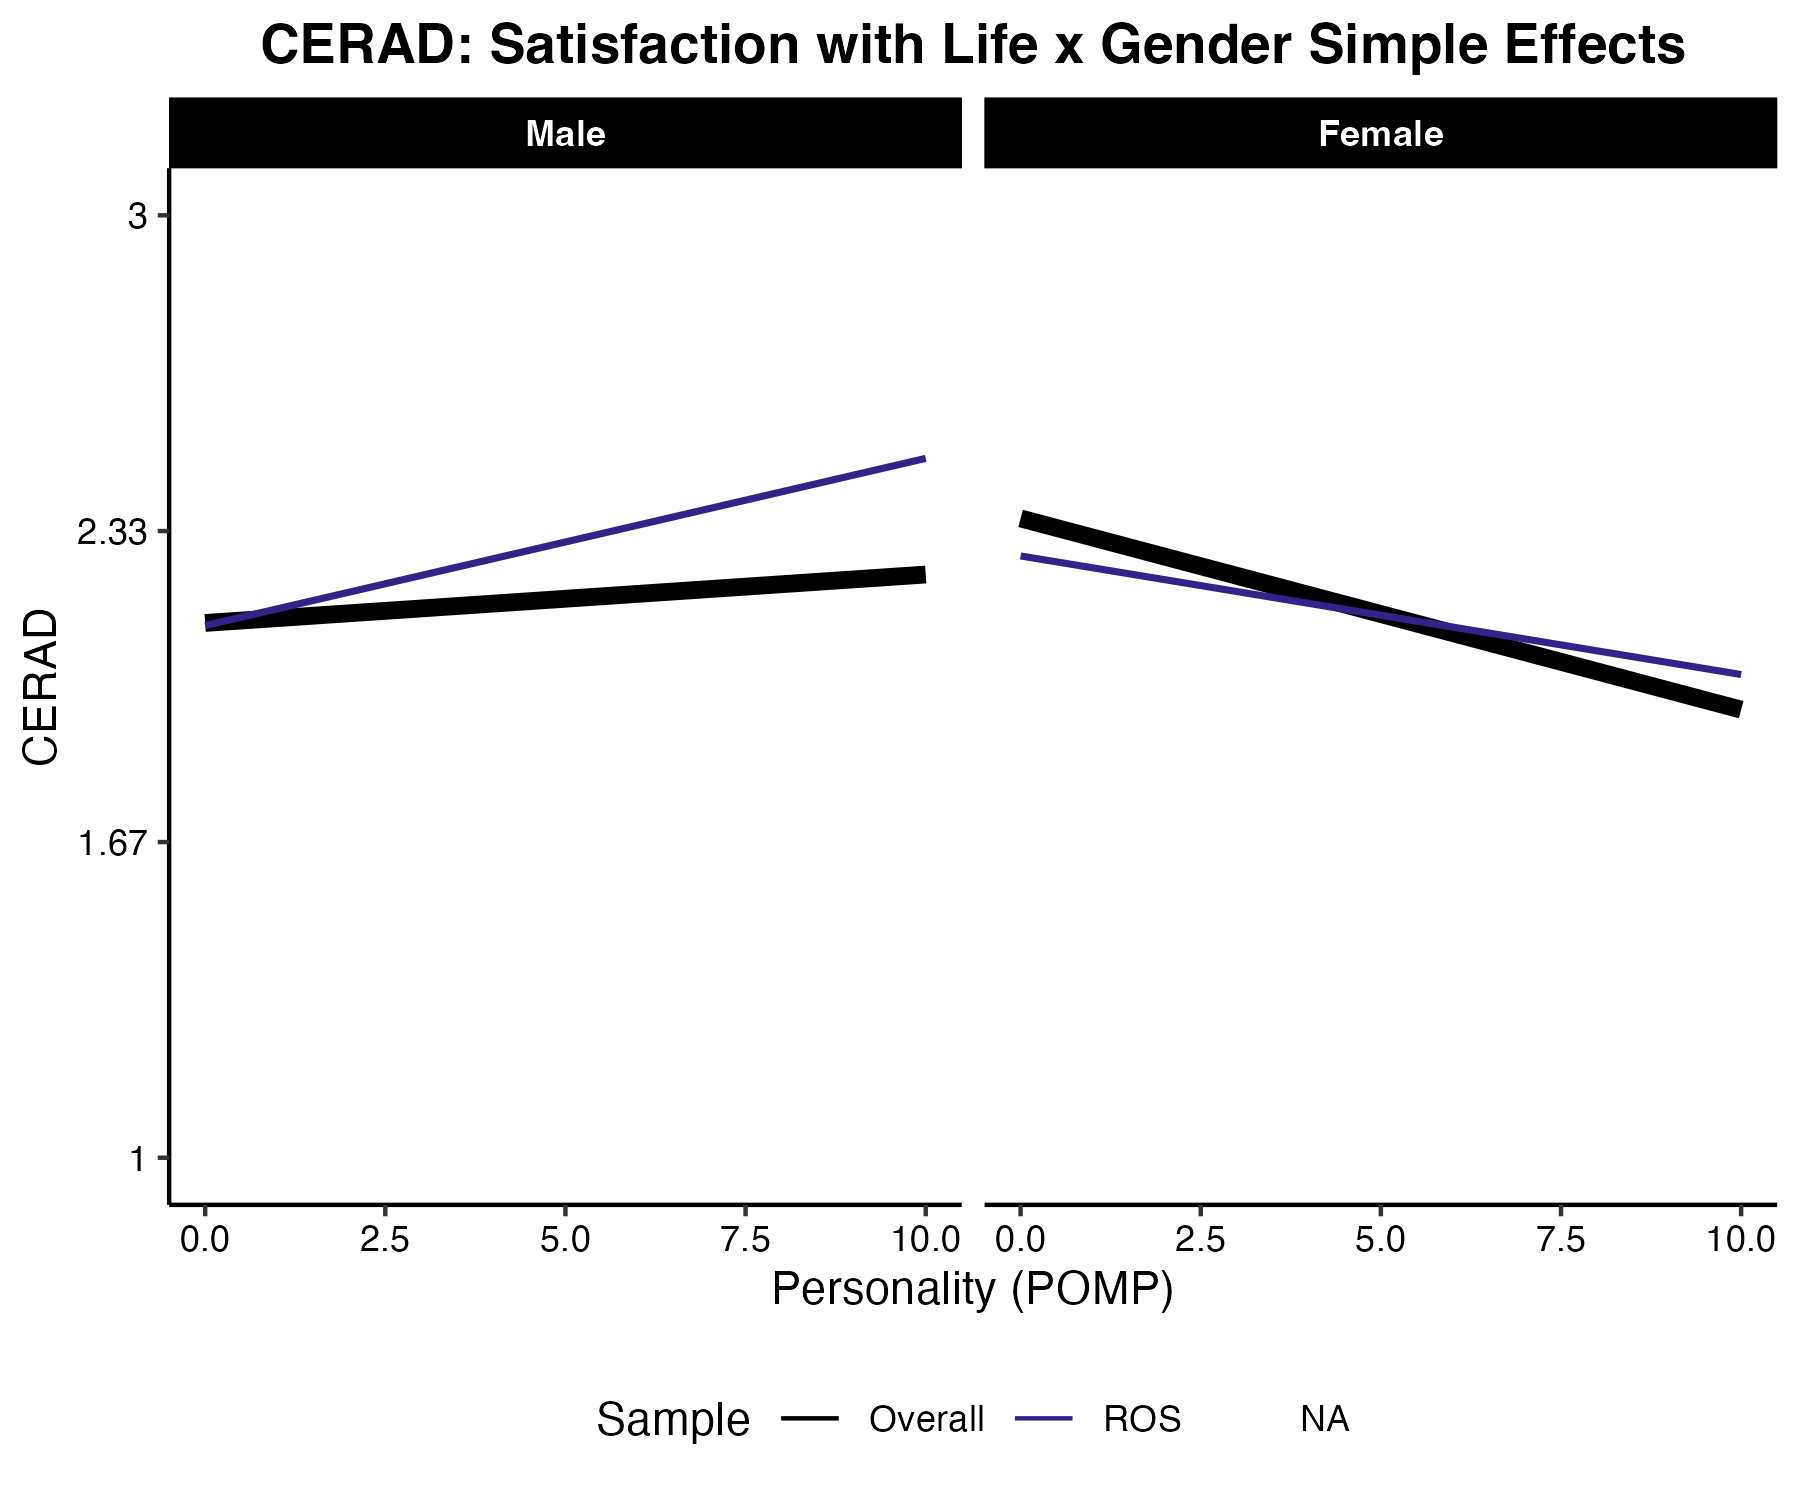 CERAD: Satisfaction with Life x Gender Simple Effects
Male
Female
3
2.33
1.67
1
CERAD
0.0 2.5 5.0 7.5 10.0
0.0 2.5 5.0 7.5 10.0
Personality (POMP)
Sample Overall ROS NA